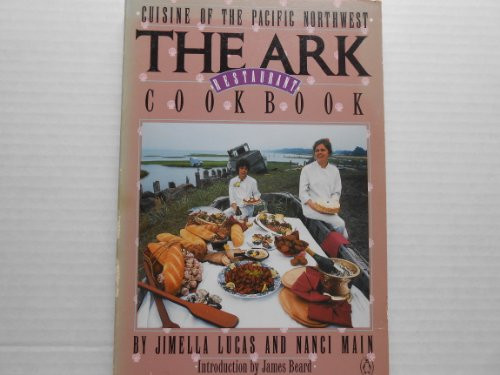 CUISINE OF THE PACIFIC NORTHWEST
THE ARK
RESTAURANT
COOKBOOK
BY JIMELLA LUCAS AND NANCI MAIN
Introduction by James Beard